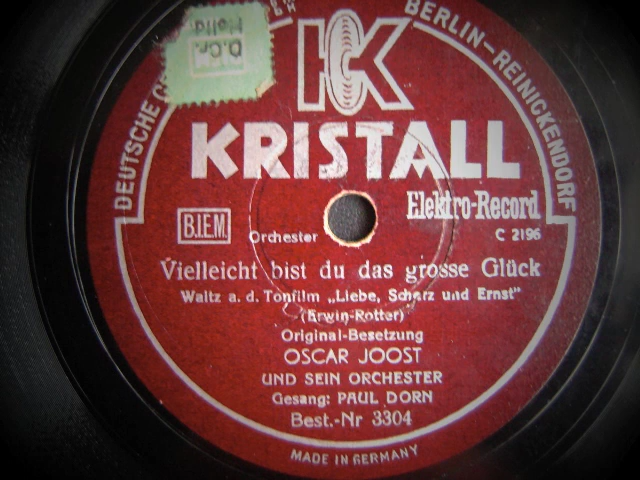 D.Cr.
Holld.
DEUTSCHE
BERLIN-REINICKENDORF
K
KRISTALL
Elektro-Record
B.I.E.M.
Orchester
C 2196
Vielleicht bist du das grosse Glück
Waltz a. d. Tonfilm „Liebe, Scherz und Ernst"
(Erwin-Rotter)
Original-Besetzung
OSCAR JOOST
UND SEIN ORCHESTER
Gesang: PAUL DORN
Best.-Nr 3304
MADE IN GERMANY